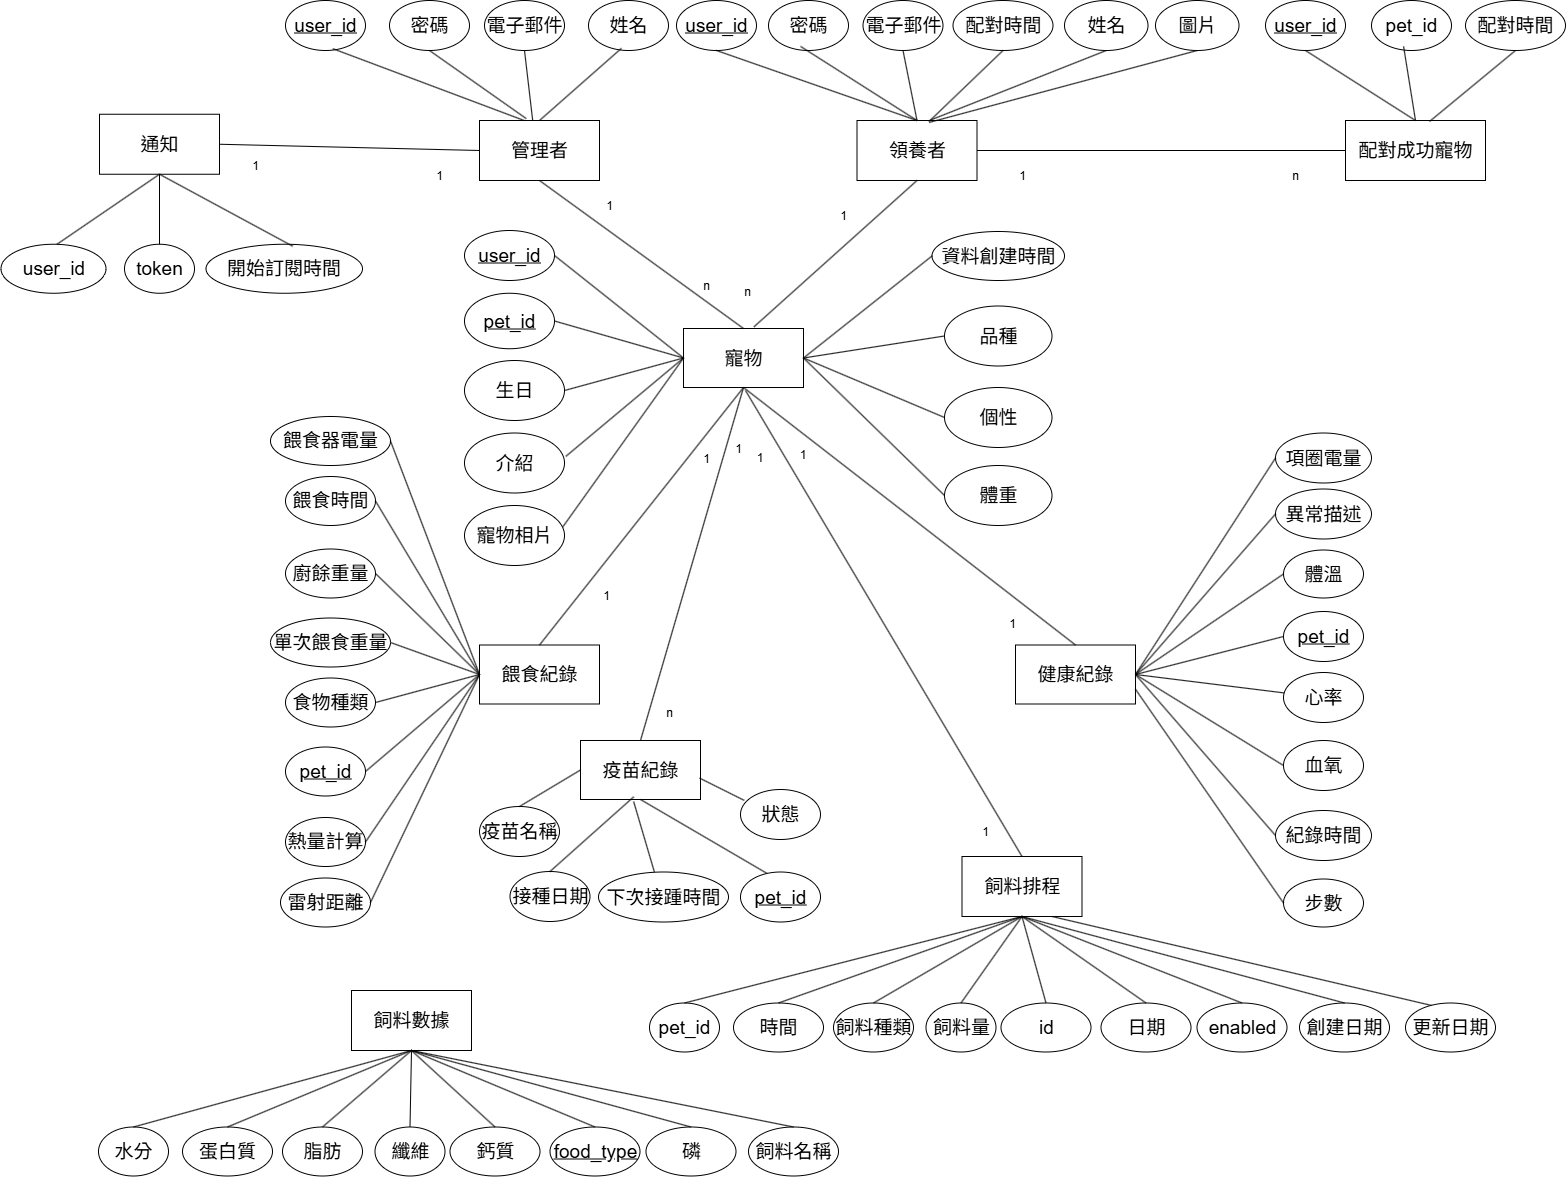 user_id
密碼
電子郵件
姓名
user_id
密碼
電子郵件
配對時間
姓名
圖片
user_id
pet_id
配對時間
通知
管理者
領養者
配對成功寵物
1
1
1
n
1
1
user_id
token
開始訂閱時間
user_id
資料創建時間
n
n
pet_id
寵物
品種
生日
個性
介紹
體重
寵物相片
1
1
1
1
餵食器電量
餵食時間
廚餘重量
單次餵食重量
食物種類
pet_id
熱量計算
雷射距離
1
1
餵食紀錄
健康紀錄
項圈電量
異常描述
體溫
pet_id
心率
血氧
紀錄時間
步數
n
疫苗紀錄
疫苗名稱
狀態
接種日期
下次接踵時間
pet_id
1
飼料排程
pet_id
時間
飼料種類
飼料量
id
日期
enabled
創建日期
更新日期
飼料數據
水分
蛋白質
脂肪
纖維
鈣質
food_type
磷
飼料名稱